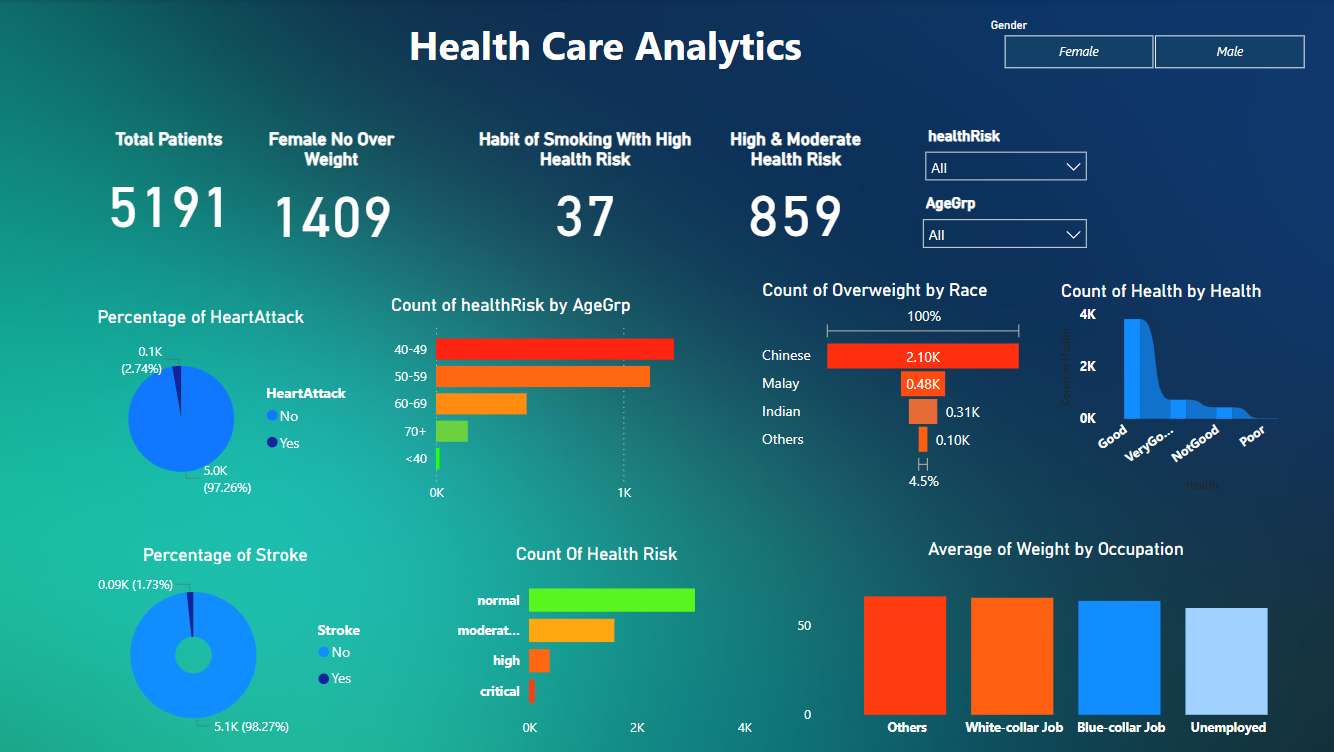 Health Care Analytics
Gender
Female
Male
Total Patients
5191
Female No Over
Weight
1409
Habit of Smoking With High
Health Risk
37
High & Moderate
Health Risk
859
healthRisk
All
AgeGrp
All
Percentage of HeartAttack
0.1K
(2.74%)
5.0K
(97.26%)
HeartAttack
No
Yes
Count of healthRisk by AgeGrp
40-49
50-59
60-69
70+
<40
0K
1K
Count of Overweight by Race
100%
Chinese
2.10K
Malay
0.48K
Indian
0.31K
Others
0.10K
4.5%
Count of Health by Health
4K
2K
0K
Count of Health
Good
VeryGo...
NotGood
Poor
Health
Percentage of Stroke
0.09K (1.73%)
5.1K (98.27%)
Stroke
No
Yes
Count Of Health Risk
normal
moderat...
high
critical
0K
2K
4K
Average of Weight by Occupation
50
0
Others
White-collar Job
Blue-collar Job
Unemployed